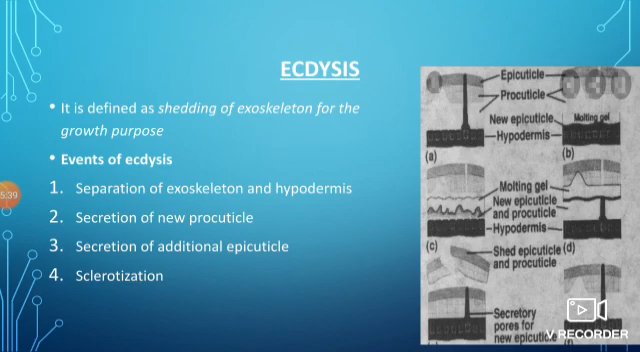 ECDYSIS
• It is defined as shedding of exoskeleton for the
growth purpose
• Events of ecdysis
1. Separation of exoskeleton and hypodermis
2. Secretion of new procuticle
3. Secretion of additional epicuticle
4. Sclerotization
5:39
Epicuticle
Procuticle
New epicuticle
Molting gel
Hypodermis
(a)
(b)
Molting gel
New epicuticle
and procuticle
Hypodermis
(c)
(d)
Shed epicuticle
and procuticle
Secretory
pores for
new epicuticle
V RECORDER